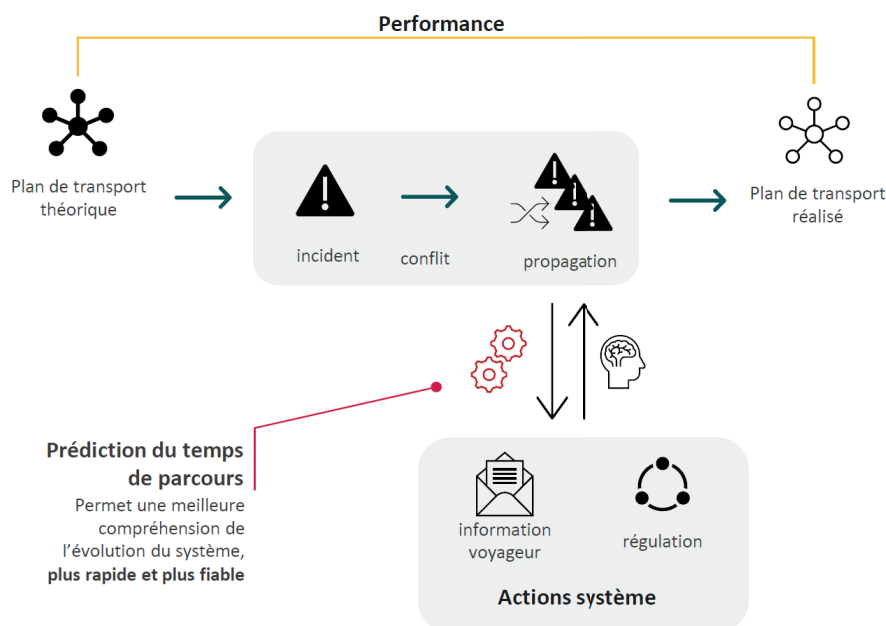 Performance
Plan de transport
théorique
incident
conflit
propagation
Plan de transport
réalisé
Prédiction du temps
de parcours
Permet une meilleure
compréhension de
l'évolution du système,
plus rapide et plus fiable
information
voyageur
régulation
Actions système